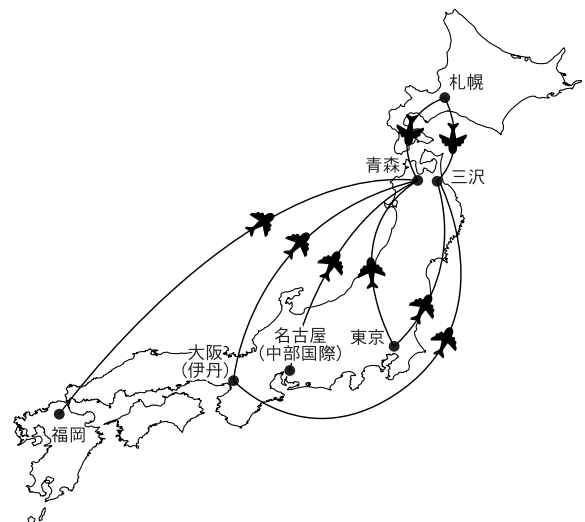 札幌
青森
三沢
名古屋
(中部国際)
東京
大阪
(伊丹)
福岡